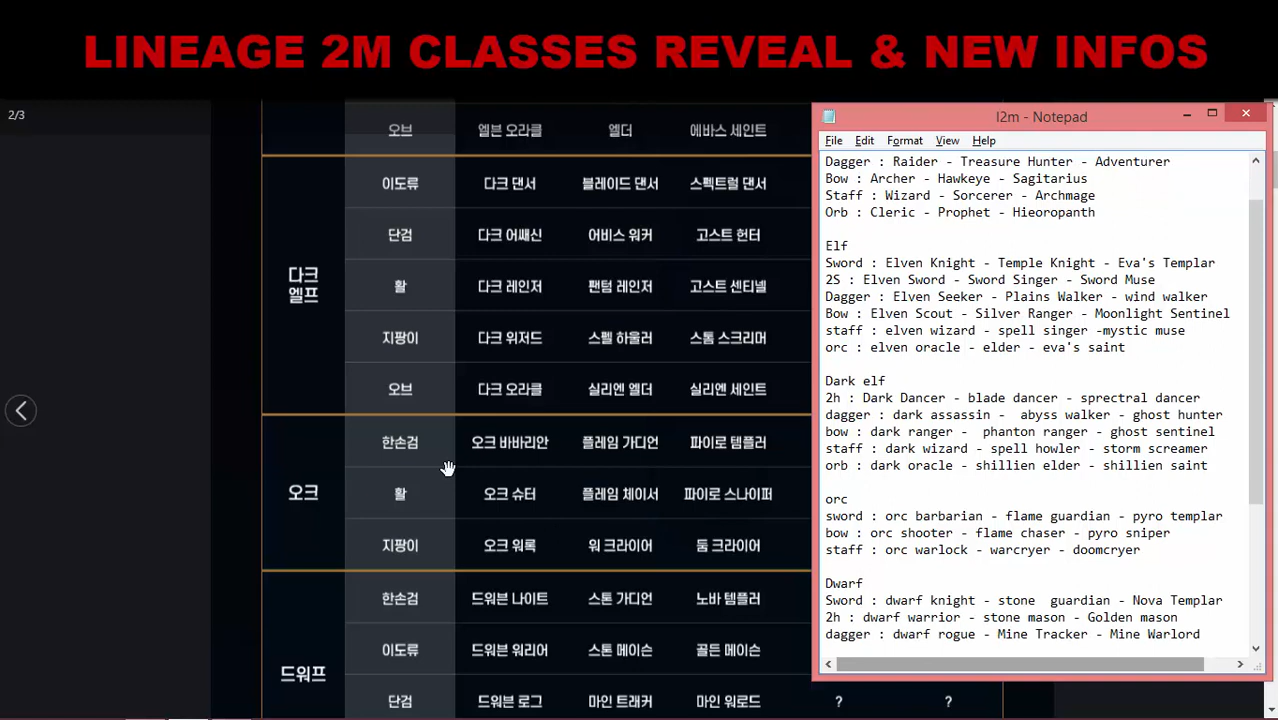 LINEAGE 2M CLASSES REVEAL & NEW INFOS
2/3
오브 엘븐 오라클 엘더 에바스 세인트
다크
엘프
이도류 다크 댄서 블레이드 댄서 스펙트럴 댄서
단검 다크 어쌔신 어비스 워커 고스트 헌터
활 다크 레인저 팬텀 레인저 고스트 센티넬
지팡이 다크 위저드 스펠 하울러 스톰 스크리머
오브 다크 오라클 실리엔 엘더 실리엔 세인트
오크
한손검 오크 바바리안 플레임 가디언 파이로 템플러
활 오크 슈터 플레임 체이서 파이로 스나이퍼
지팡이 오크 워록 워 크라이어 둠 크라이어
드워프
한손검 드워븐 나이트 스톤 가디언 노바 템플러
이도류 드워븐 워리어 스톤 메이슨 골든 메이슨
단검 드워븐 로그 마인 트래커 마인 워로드 ? ?
l2m - Notepad
File Edit Format View Help
Dagger : Raider - Treasure Hunter - Adventurer
Bow : Archer - Hawkeye - Sagitarius
Staff : Wizard - Sorcerer - Archmage
Orb : Cleric - Prophet - Hieoropanth
Elf
Sword : Elven Knight - Temple Knight - Eva's Templar
2S : Elven Sword - Sword Singer - Sword Muse
Dagger : Elven Seeker - Plains Walker - wind walker
Bow : Elven Scout - Silver Ranger - Moonlight Sentinel
staff : elven wizard - spell singer -mystic muse
orc : elven oracle - elder - eva's saint
Dark elf
2h : Dark Dancer - blade dancer - sprectral dancer
dagger : dark assassin -  abyss walker - ghost hunter
bow : dark ranger -  phanton ranger - ghost sentinel
staff : dark wizard - spell howler - storm screamer
orb : dark oracle - shillien elder - shillien saint
orc
sword : orc barbarian - flame guardian - pyro templar
bow : orc shooter - flame chaser - pyro sniper
staff : orc warlock - warcryer - doomcryer
Dwarf
Sword : dwarf knight - stone  guardian - Nova Templar
2h : dwarf warrior - stone mason - Golden mason
dagger : dwarf rogue - Mine Tracker - Mine Warlord